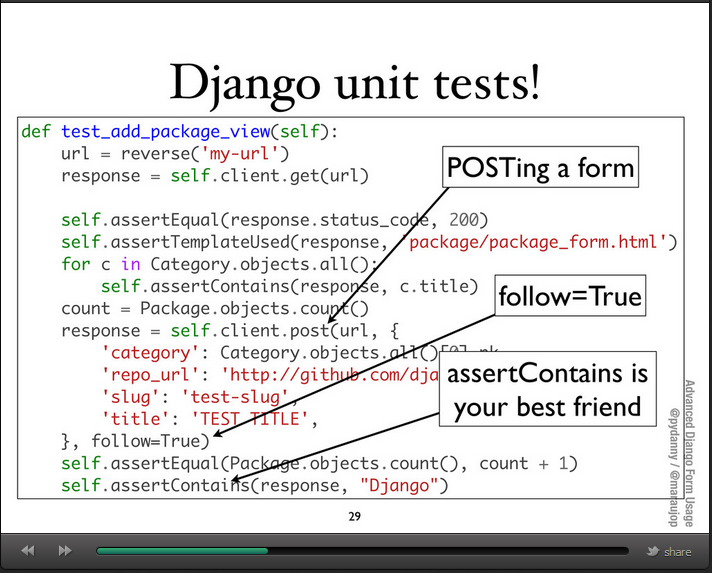 Django unit tests!
def test_add_package_view(self):
url = reverse('my-url')
response = self.client.get(url)
self.assertEqual(response.status_code, 200)
self.assertTemplateUsed(response, 'package/package_form.html')
for c in Category.objects.all():
self.assertContains(response, c.title)
count = Package.objects.count()
response = self.client.post(url, {
'category': Category.objects.all()[0].pk,
'repo_url': 'http://github.com/dja
'slug': 'test-slug',
'title': 'TEST TITLE',
}, follow=True)
self.assertEqual(Package.objects.count(), count + 1)
self.assertContains(response, "Django")
POSTing a form
follow=True
assertContains is
your best friend
Advanced Django Form Usage
@pydanny / @maraujop
29
share